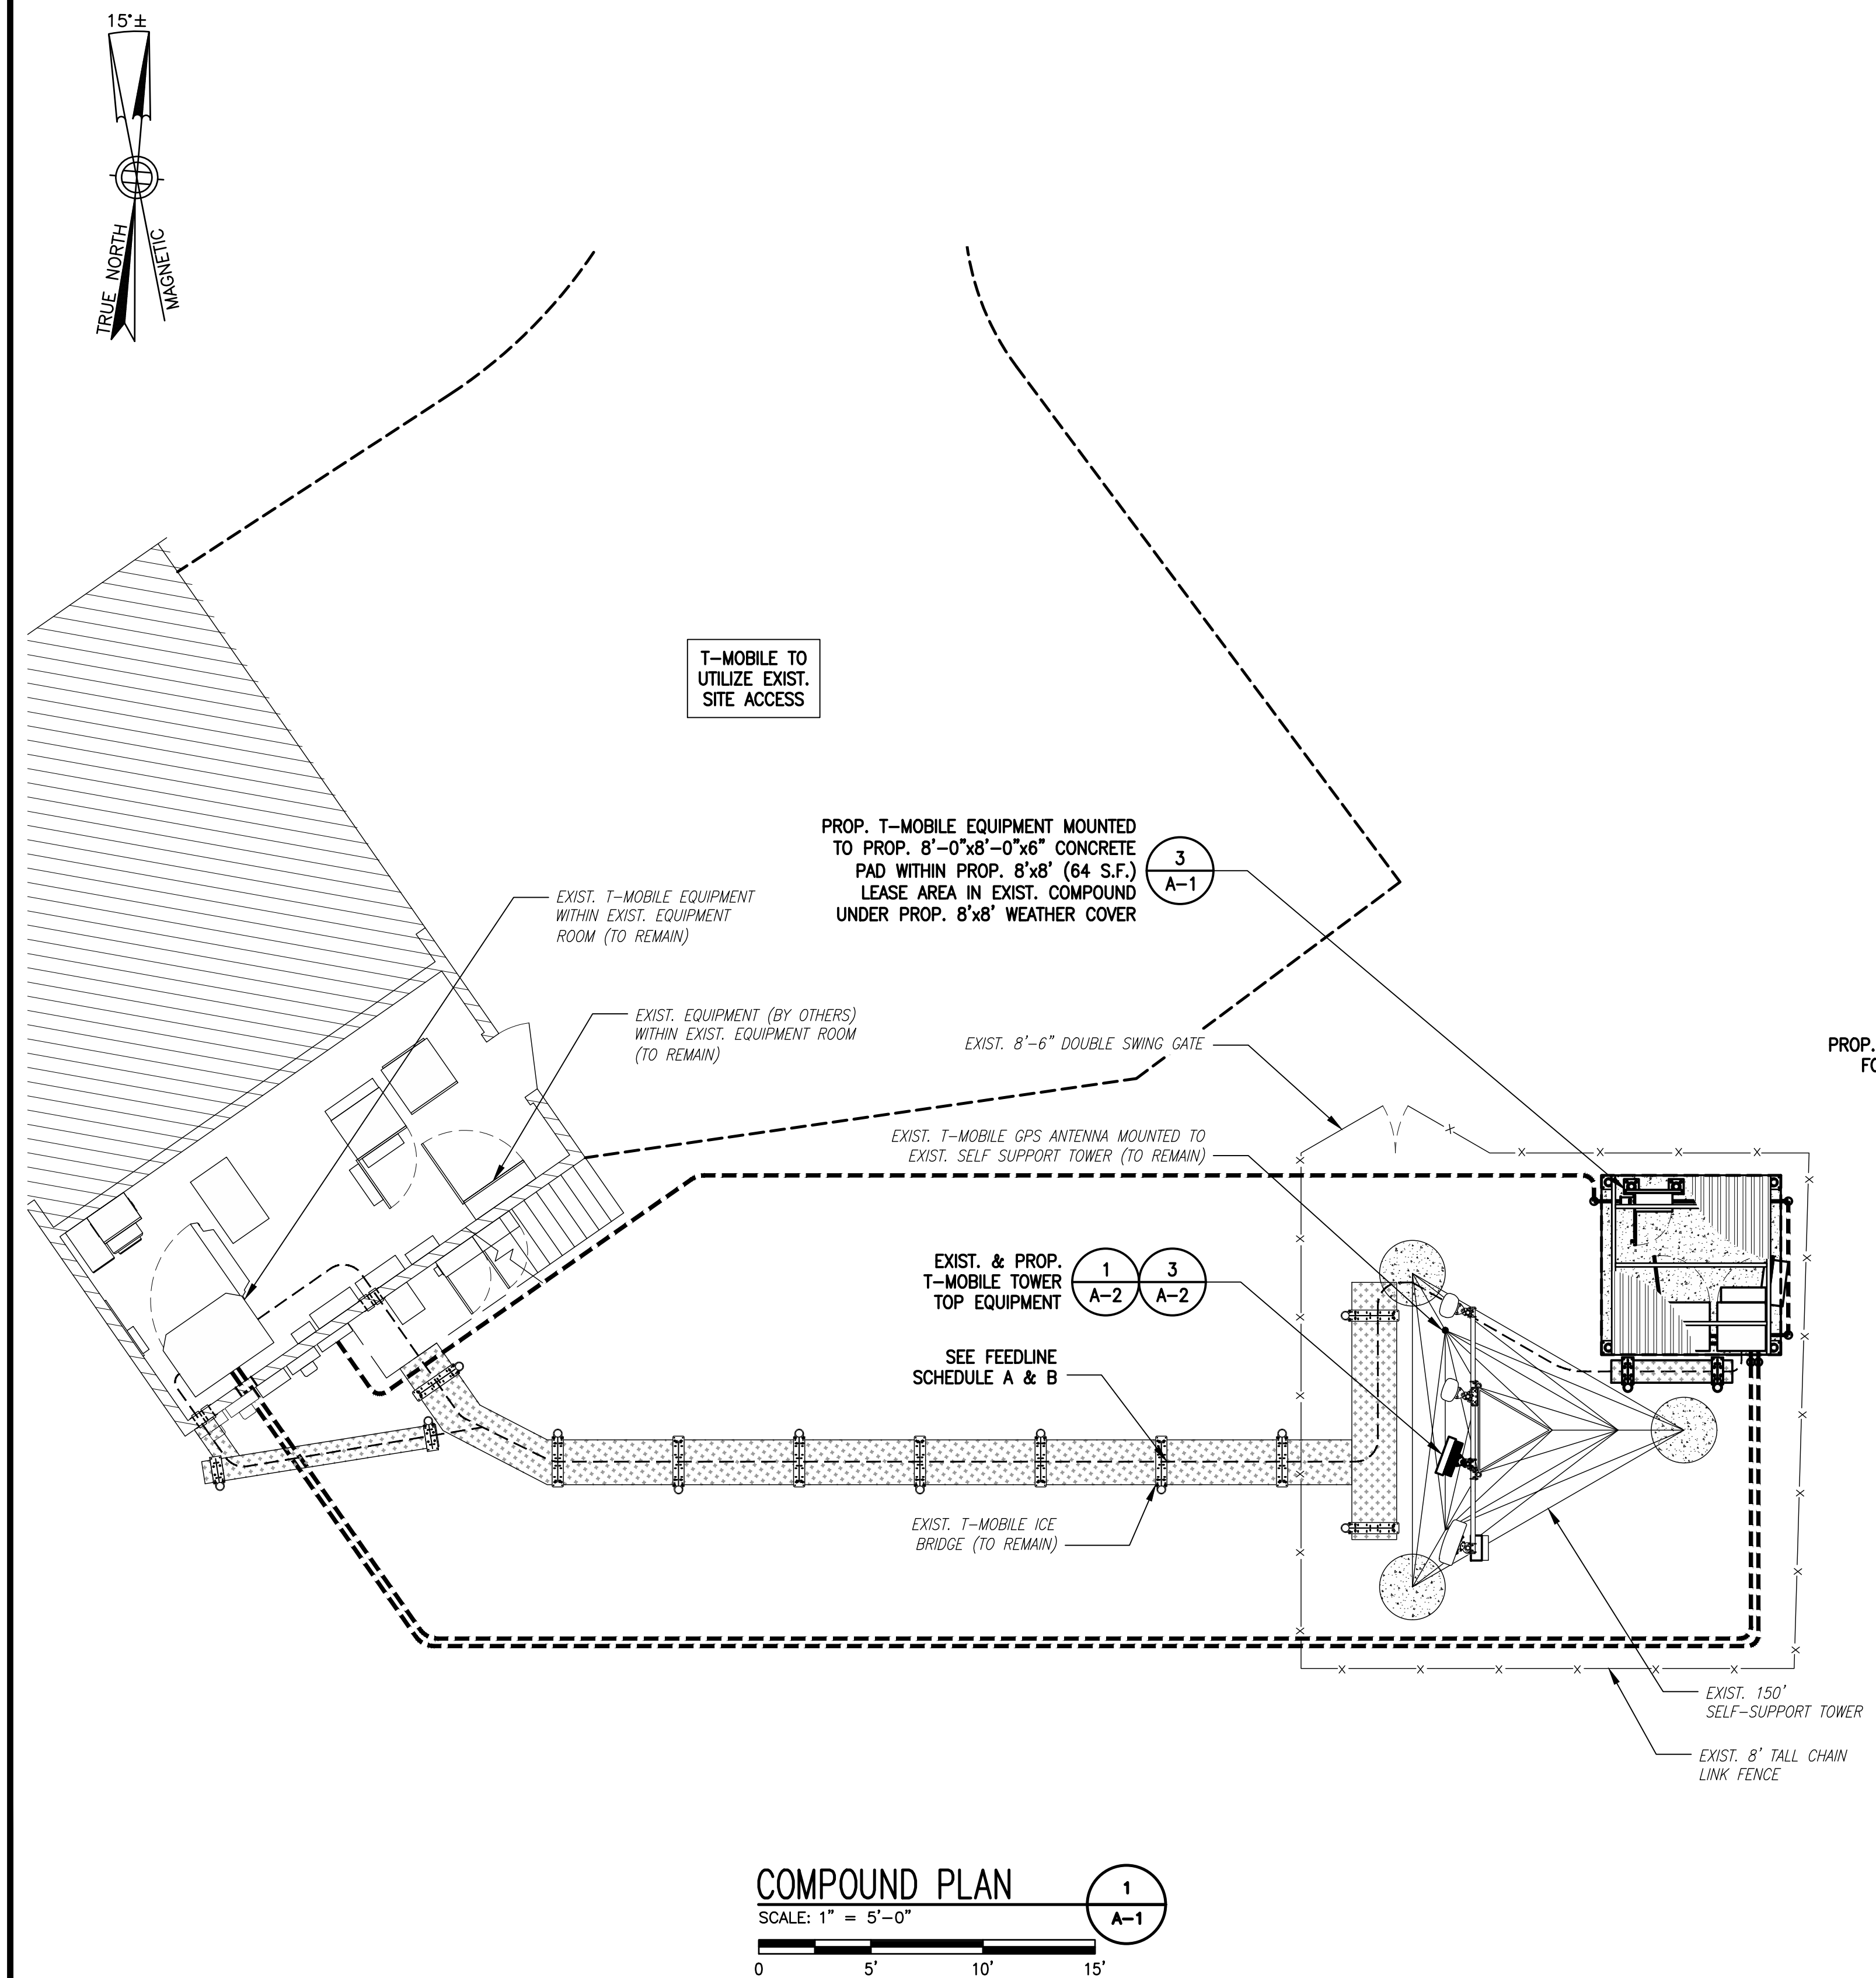 15°±
TRUE NORTH
MAGNETIC
T-MOBILE TO
UTILIZE EXIST.
SITE ACCESS
PROP. T-MOBILE EQUIPMENT MOUNTED
TO PROP. 8'-0"x8'-0"x6" CONCRETE
PAD WITHIN PROP. 8'x8' (64 S.F.)
LEASE AREA IN EXIST. COMPOUND
UNDER PROP. 8'x8' WEATHER COVER
3
A-1
EXIST. T-MOBILE EQUIPMENT
WITHIN EXIST. EQUIPMENT
ROOM (TO REMAIN)
EXIST. EQUIPMENT (BY OTHERS)
WITHIN EXIST. EQUIPMENT ROOM
(TO REMAIN)
EXIST. 8'-6" DOUBLE SWING GATE
PROP.
EXIST. T-MOBILE GPS ANTENNA MOUNTED TO
EXIST. SELF SUPPORT TOWER (TO REMAIN)
EXIST. & PROP.
T-MOBILE TOWER
TOP EQUIPMENT
1
A-2
3
A-2
SEE FEEDLINE
SCHEDULE A & B
EXIST. T-MOBILE ICE
BRIDGE (TO REMAIN)
EXIST. 150'
SELF-SUPPORT TOWER
EXIST. 8' TALL CHAIN
LINK FENCE
COMPOUND PLAN
1
A-1
SCALE: 1" = 5'-0"
0 5' 10' 15'